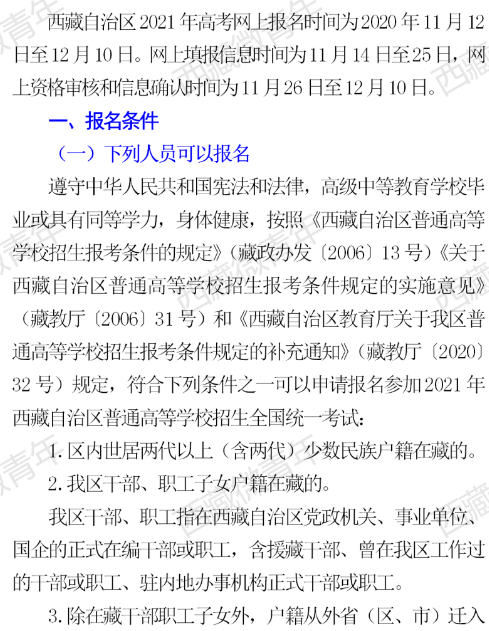 西藏自治区2021年高考网上报名时间为2020年11月12
日至12月10日。网上填报信息时间为11月14日至25日，网
上资格审核和信息确认时间为11月26日至12月10日。
一、报名条件
（一）下列人员可以报名
遵守中华人民共和国宪法和法律，高级中等教育学校毕
业或具有同等学力，身体健康，按照《西藏自治区普通高等
学校招生报考条件的规定》（藏政办发〔2006〕13号）《关于
西藏自治区普通高等学校招生报考条件规定的实施意见》
（藏教厅〔2006〕31号）和《西藏自治区教育厅关于我区普
通高等学校招生报考条件规定的补充通知》（藏教厅〔2020〕
32号）规定，符合下列条件之一可以申请报名参加2021年
西藏自治区普通高等学校招生全国统一考试：
1.区内世居两代以上（含两代）少数民族户籍在藏的。
2.我区干部、职工子女户籍在藏的。
我区干部、职工指在西藏自治区党政机关、事业单位、
国企的正式在编干部或职工，含援藏干部、曾在我区工作过
的干部或职工、驻内地办事机构正式干部或职工。
3.除在藏干部职工子女外，户籍从外省（区、市）迁入